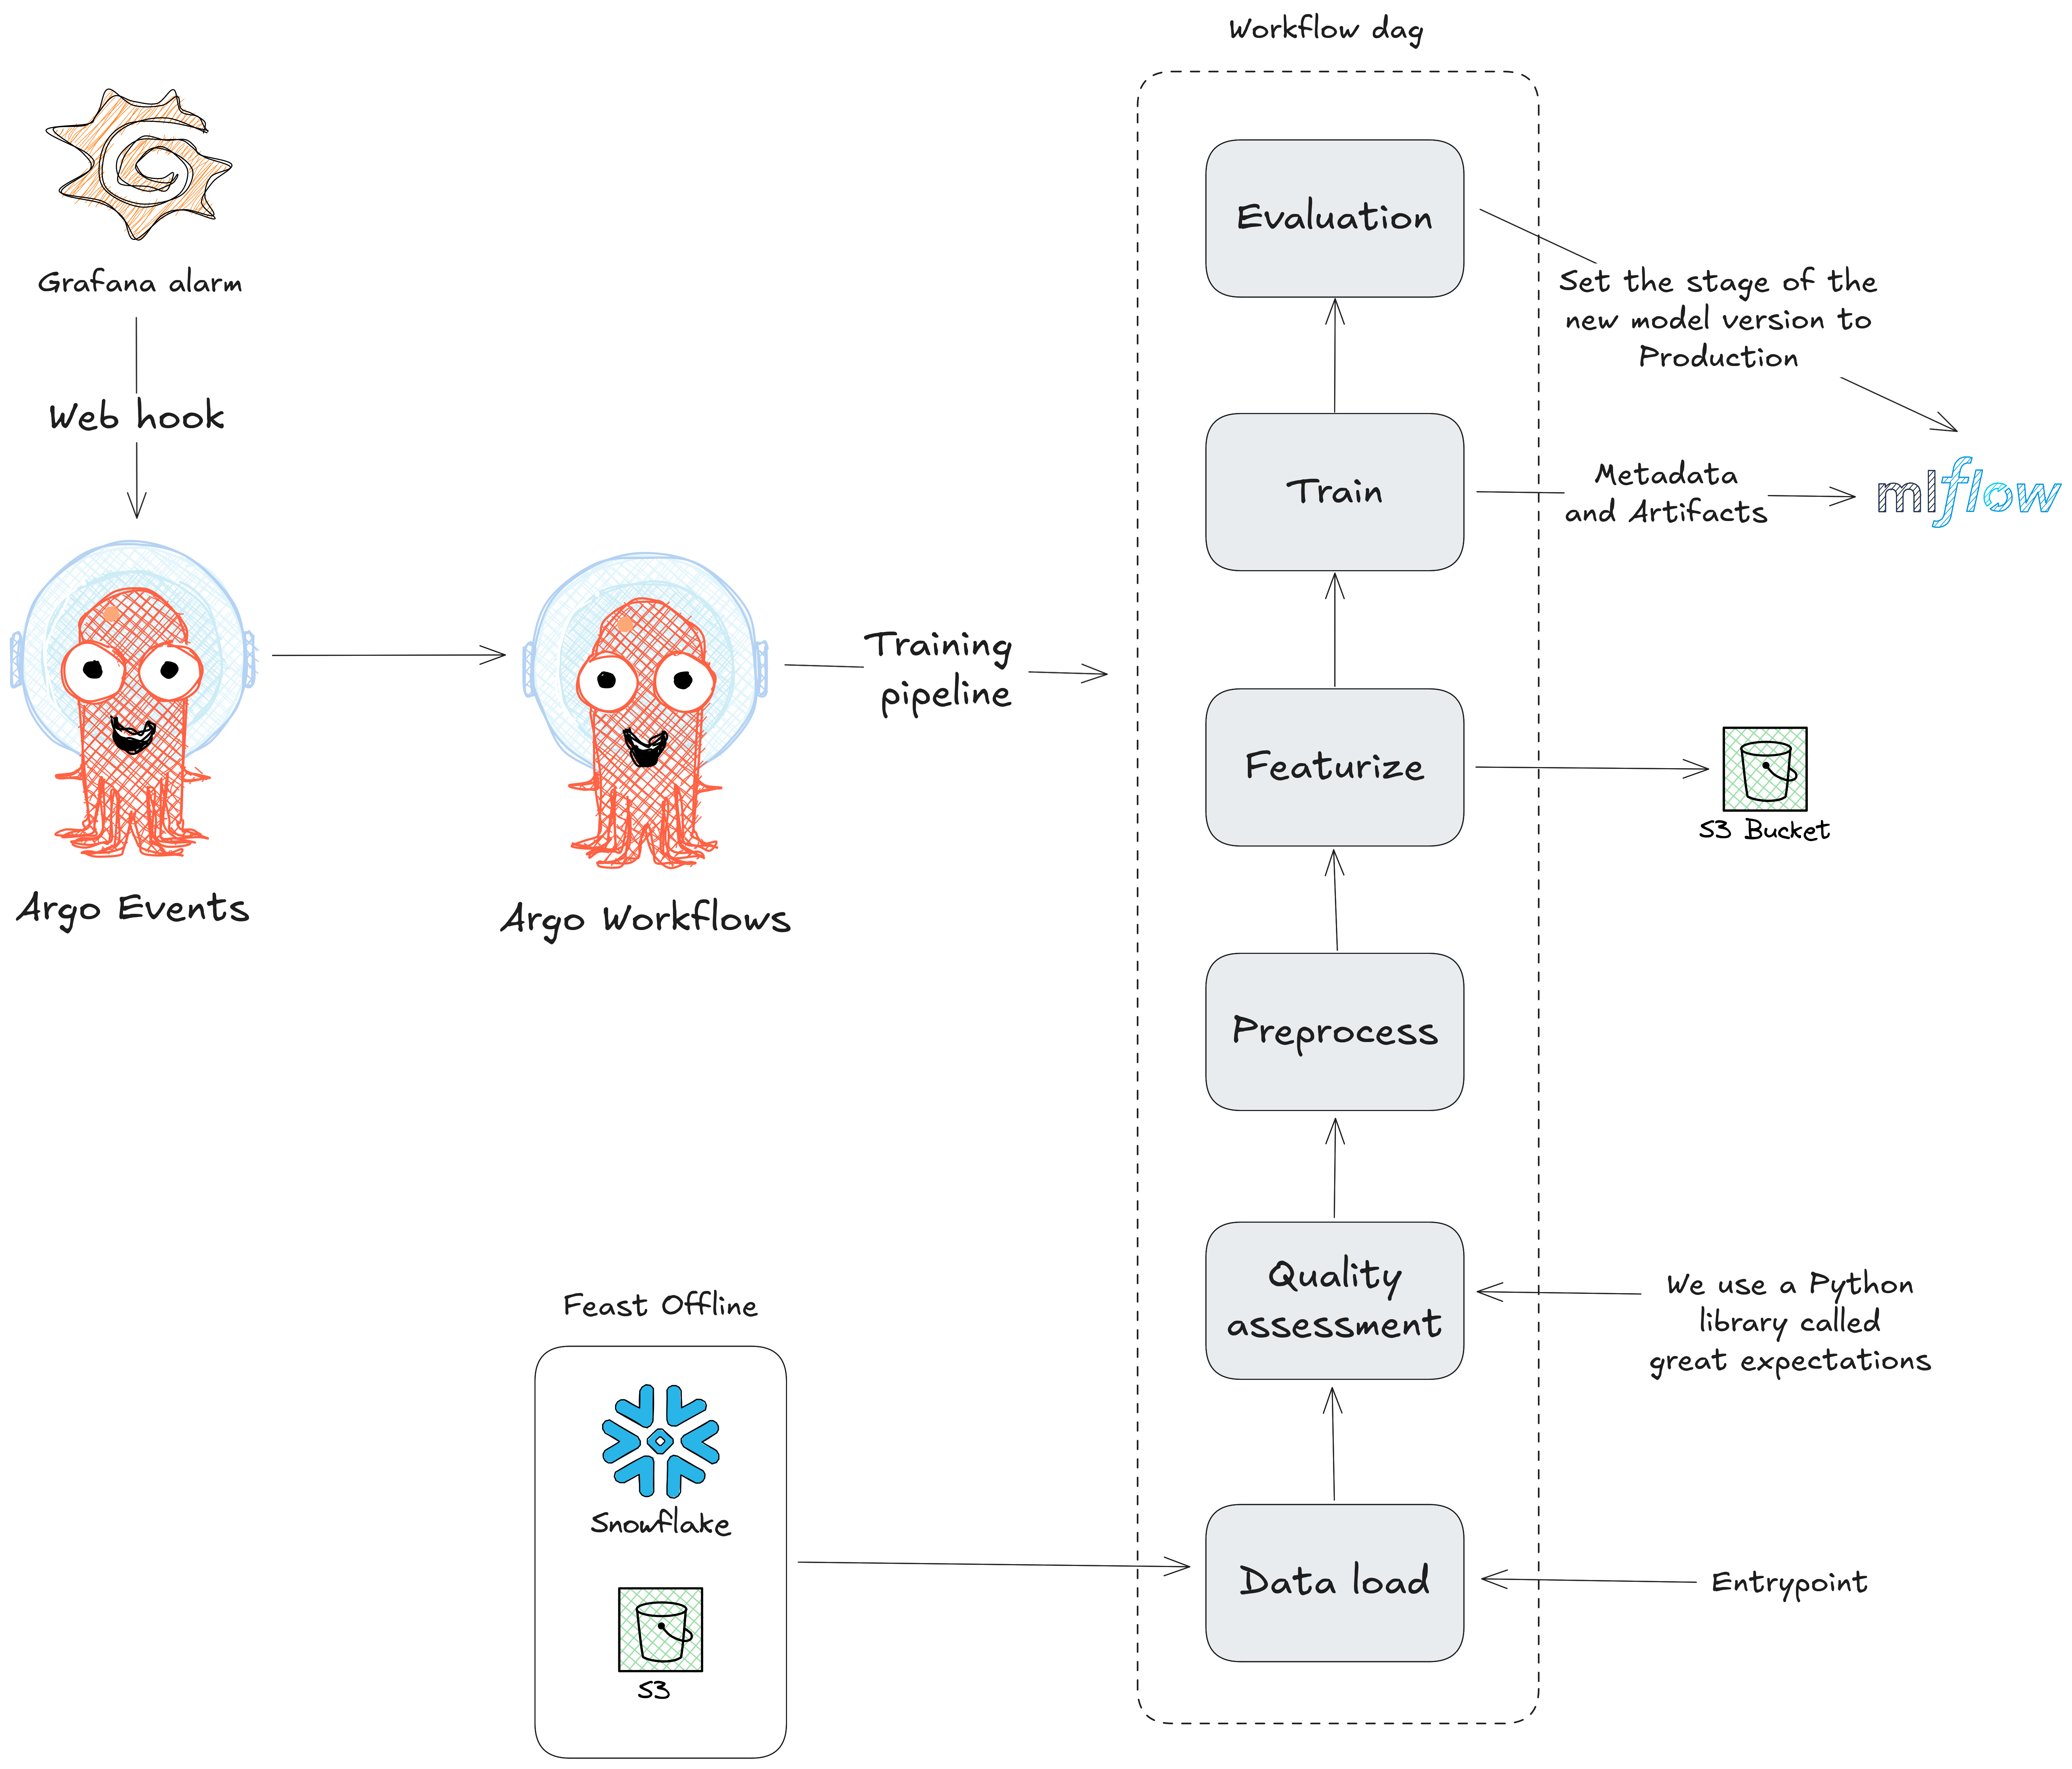 Workflow dag
Grafana alarm
Web hook
Argo Events
Argo Workflows
Training
pipeline
Evaluation
Set the stage of the
new model version to
Production
Train
Metadata
and Artifacts
mlflow
Featurize
S3 Bucket
Preprocess
Quality
assessment
We use a Python
library called
great expectations
Feast Offline
Snowflake
S3
Data load
Entrypoint